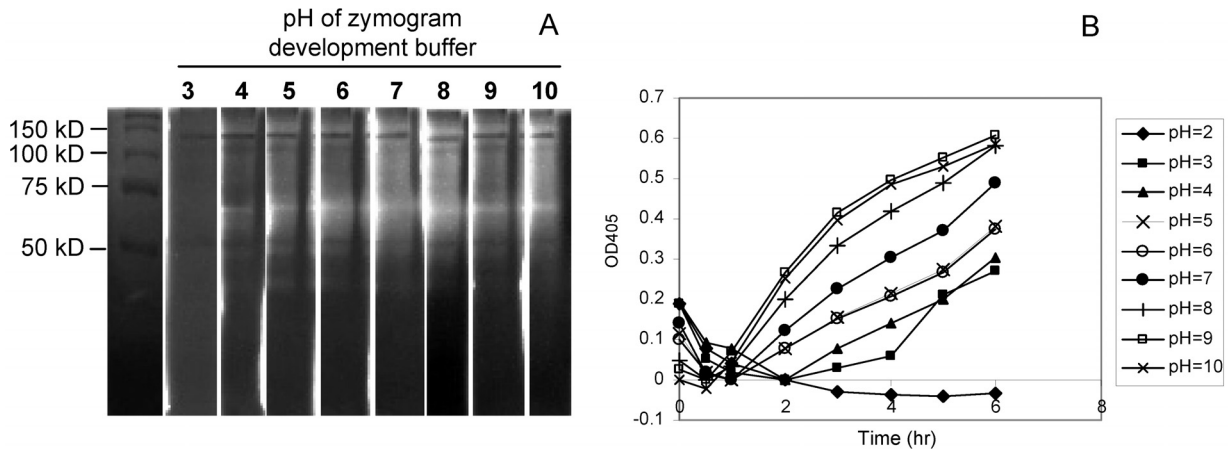 pH of zymogram
development buffer
A
3 4 5 6 7 8 9 10
150 kD
100 kD
75 kD
50 kD
B
0.7
0.6
0.5
0.4
0.3
0.2
0.1
0
-0.1
OD405
0 2 4 6 8
Time (hr)
pH=2
pH=3
pH=4
pH=5
pH=6
pH=7
pH=8
pH=9
pH=10